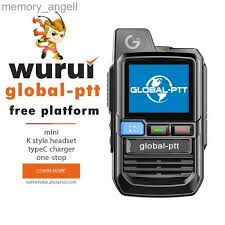 memory_angell
wurui
global-ptt
free platform
mini
K style headset
typeC charger
one-stop
LEARN MORE
GLOBAL-PTT
global-ptt